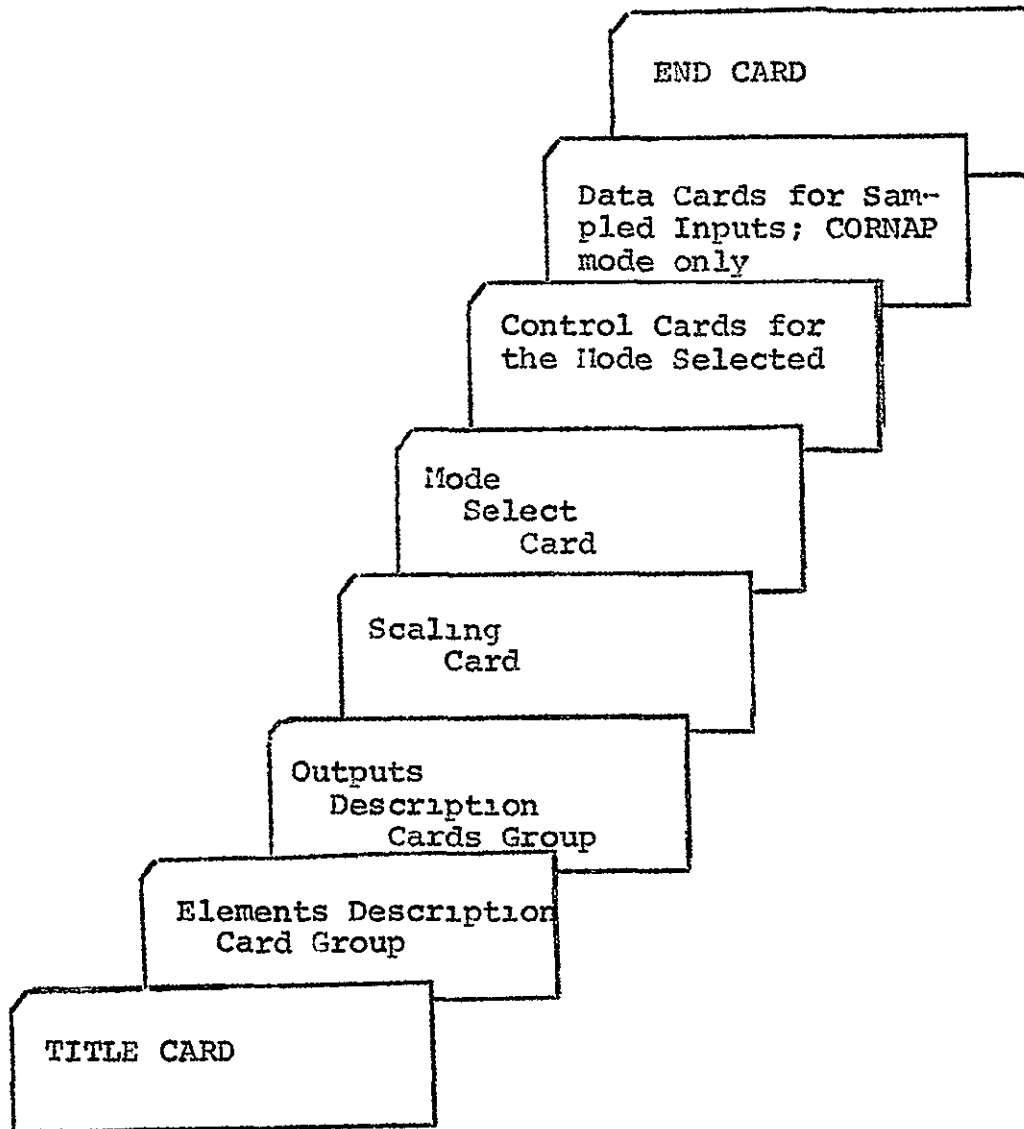 END CARD
Data Cards for Sam-
pled Inputs; CORNAP
mode only
Control Cards for
the Mode Selected
Mode
Select
Card
Scaling
Card
Outputs
Description
Cards Group
Elements Description
Card Group
TITLE CARD